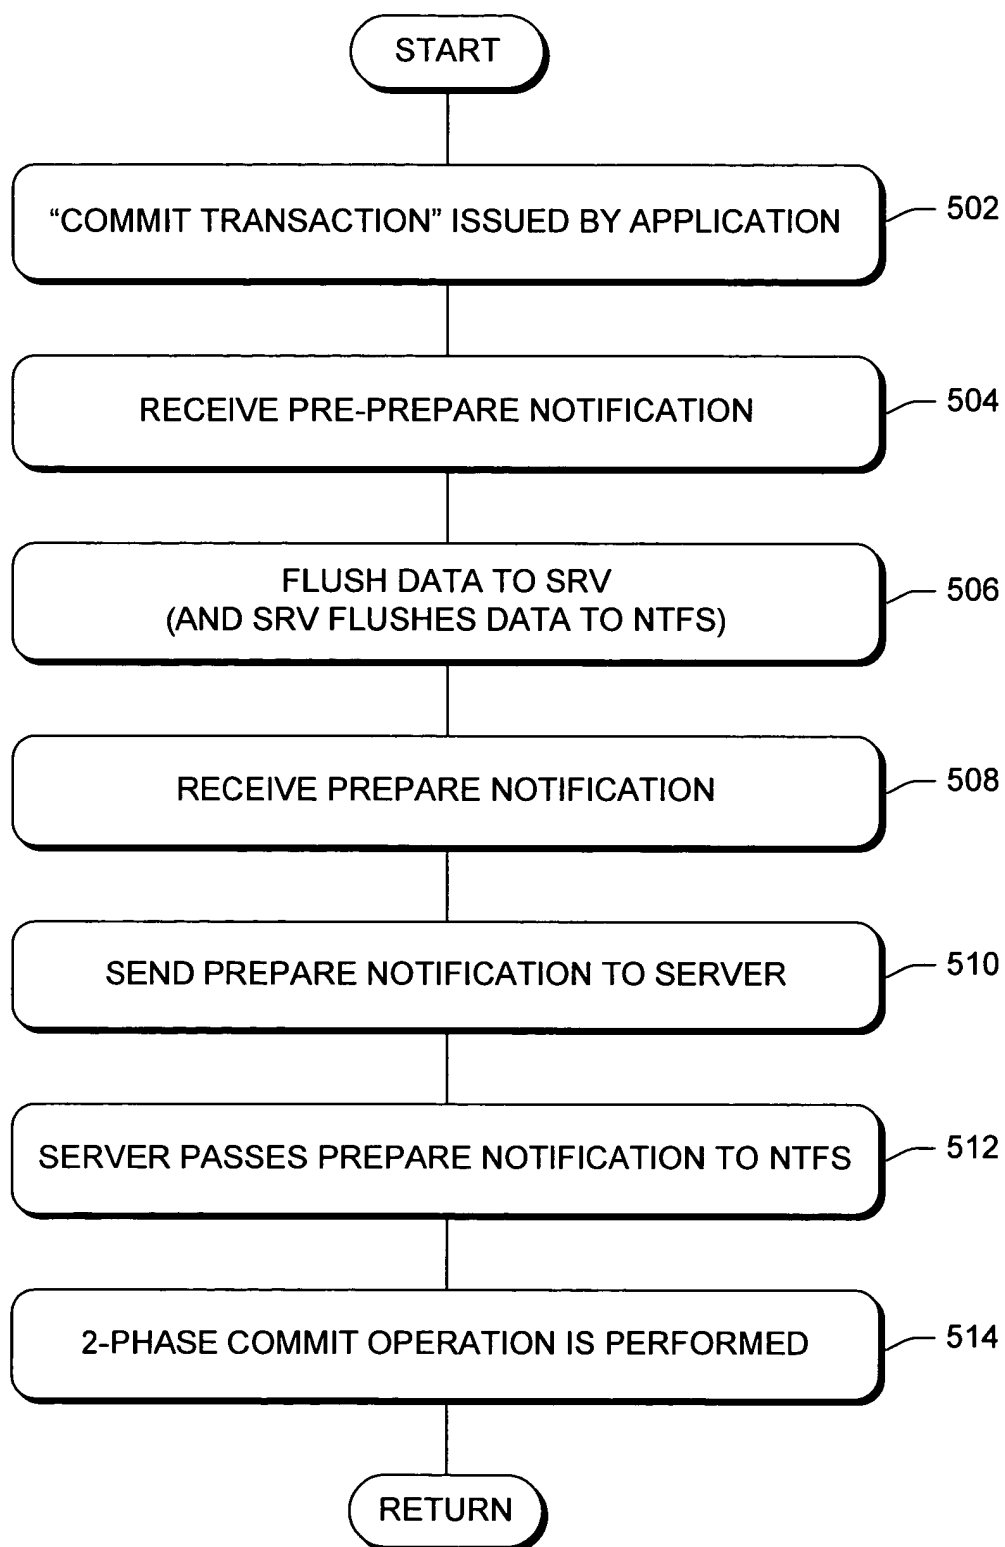 START
“COMMIT TRANSACTION” ISSUED BY APPLICATION
502
RECEIVE PRE-PREPARE NOTIFICATION
504
FLUSH DATA TO SRV
(AND SRV FLUSHES DATA TO NTFS)
506
RECEIVE PREPARE NOTIFICATION
508
SEND PREPARE NOTIFICATION TO SERVER
510
SERVER PASSES PREPARE NOTIFICATION TO NTFS
512
2-PHASE COMMIT OPERATION IS PERFORMED
514
RETURN